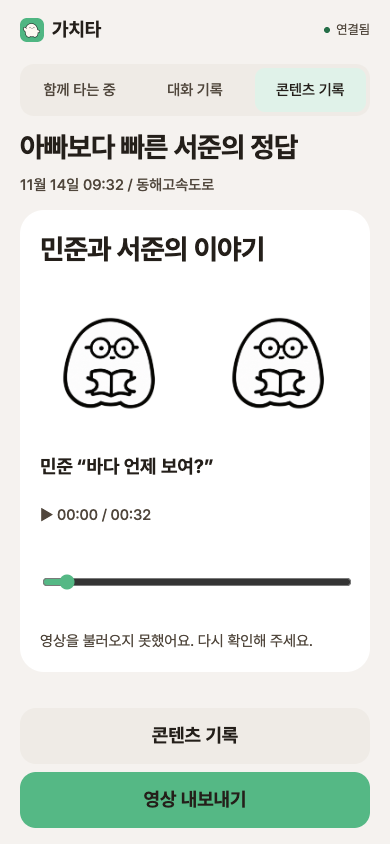 가치타
연결됨
함께 타는 중
대화 기록
콘텐츠 기록
아빠보다 빠른 서준의 정답
11월 14일 09:32 / 동해고속도로
민준과 서준의 이야기
민준 “바다 언제 보여?”
▶ 00:00 / 00:32
영상을 불러오지 못했어요. 다시 확인해 주세요.
콘텐츠 기록
영상 내보내기